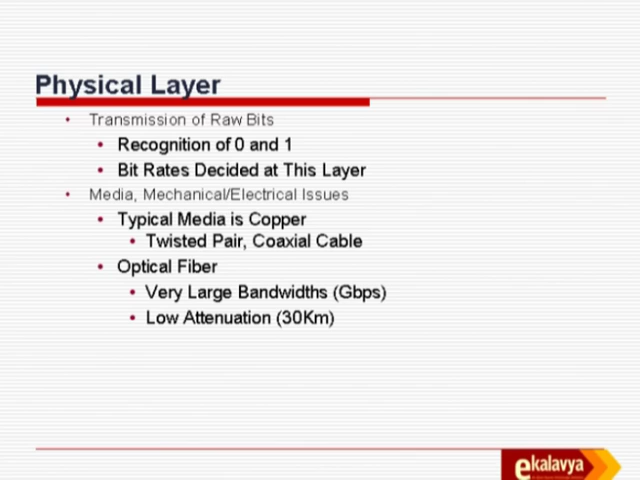 Physical Layer
• Transmission of Raw Bits
• Recognition of 0 and 1
• Bit Rates Decided at This Layer
• Media, Mechanical/Electrical Issues
• Typical Media is Copper
• Twisted Pair, Coaxial Cable
• Optical Fiber
• Very Large Bandwidths (Gbps)
• Low Attenuation (30Km)
ekalavya